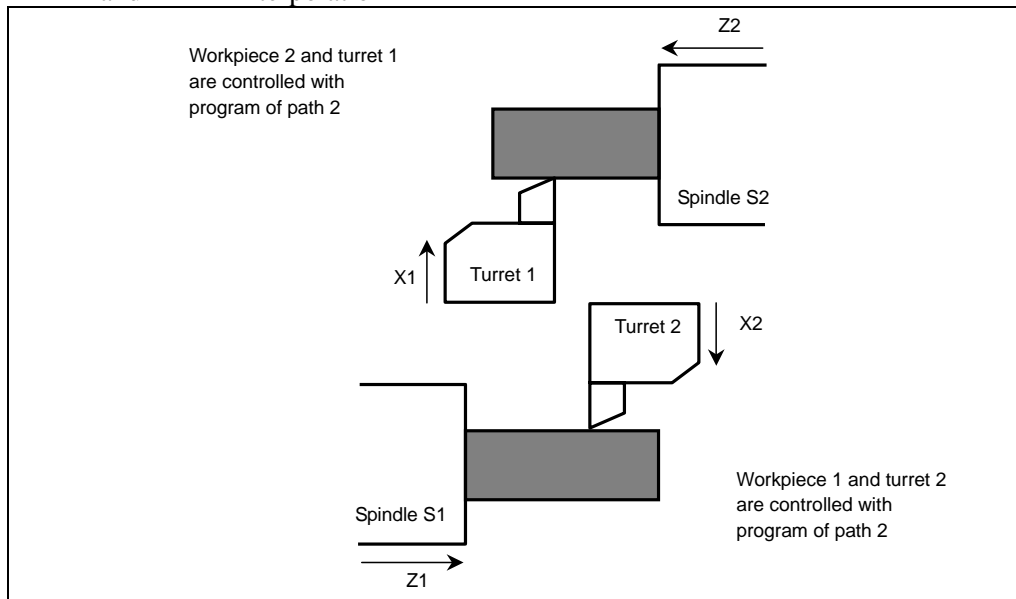 Workpiece 2 and turret 1
are controlled with
program of path 2
Z2
Spindle S2
X1
Turret 1
Turret 2
X2
Spindle S1
Z1
Workpiece 1 and turret 2
are controlled with
program of path 2